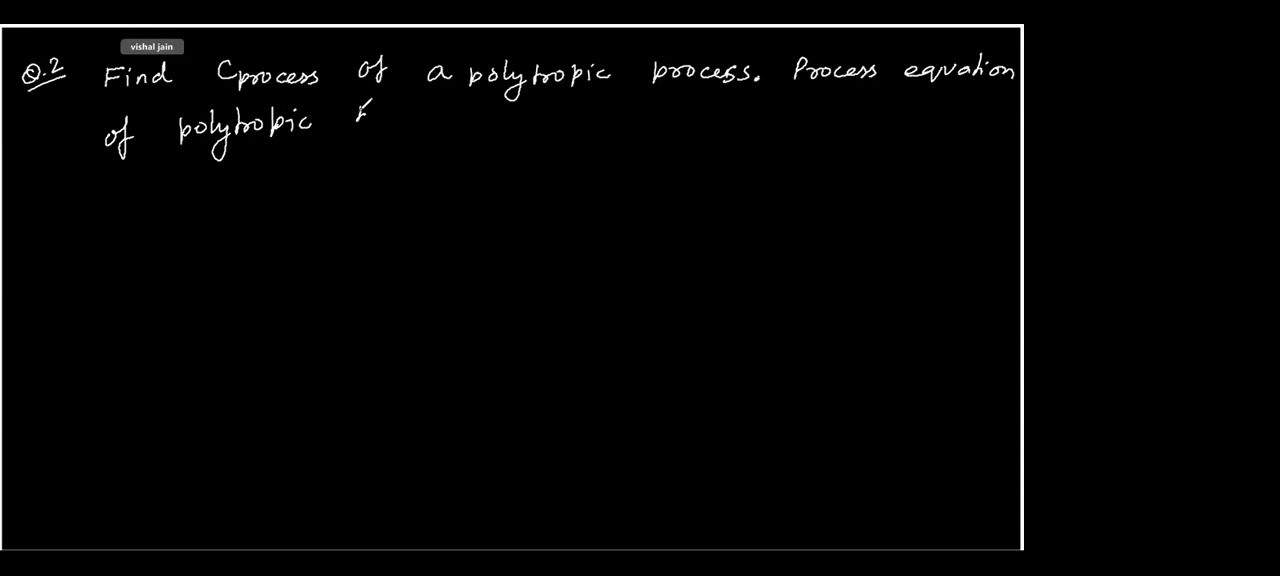 vishal jain
Q.2 Find Cprocess of a polytropic process. Process equation
of polytropic